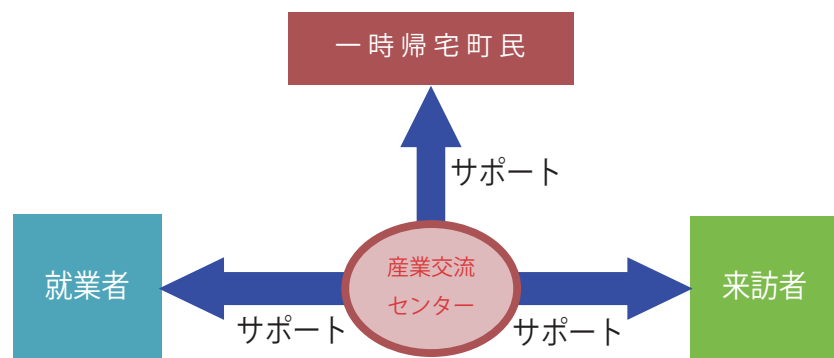 一時帰宅町民
サポート
就業者
産業交流
センター
来訪者
サポート
サポート